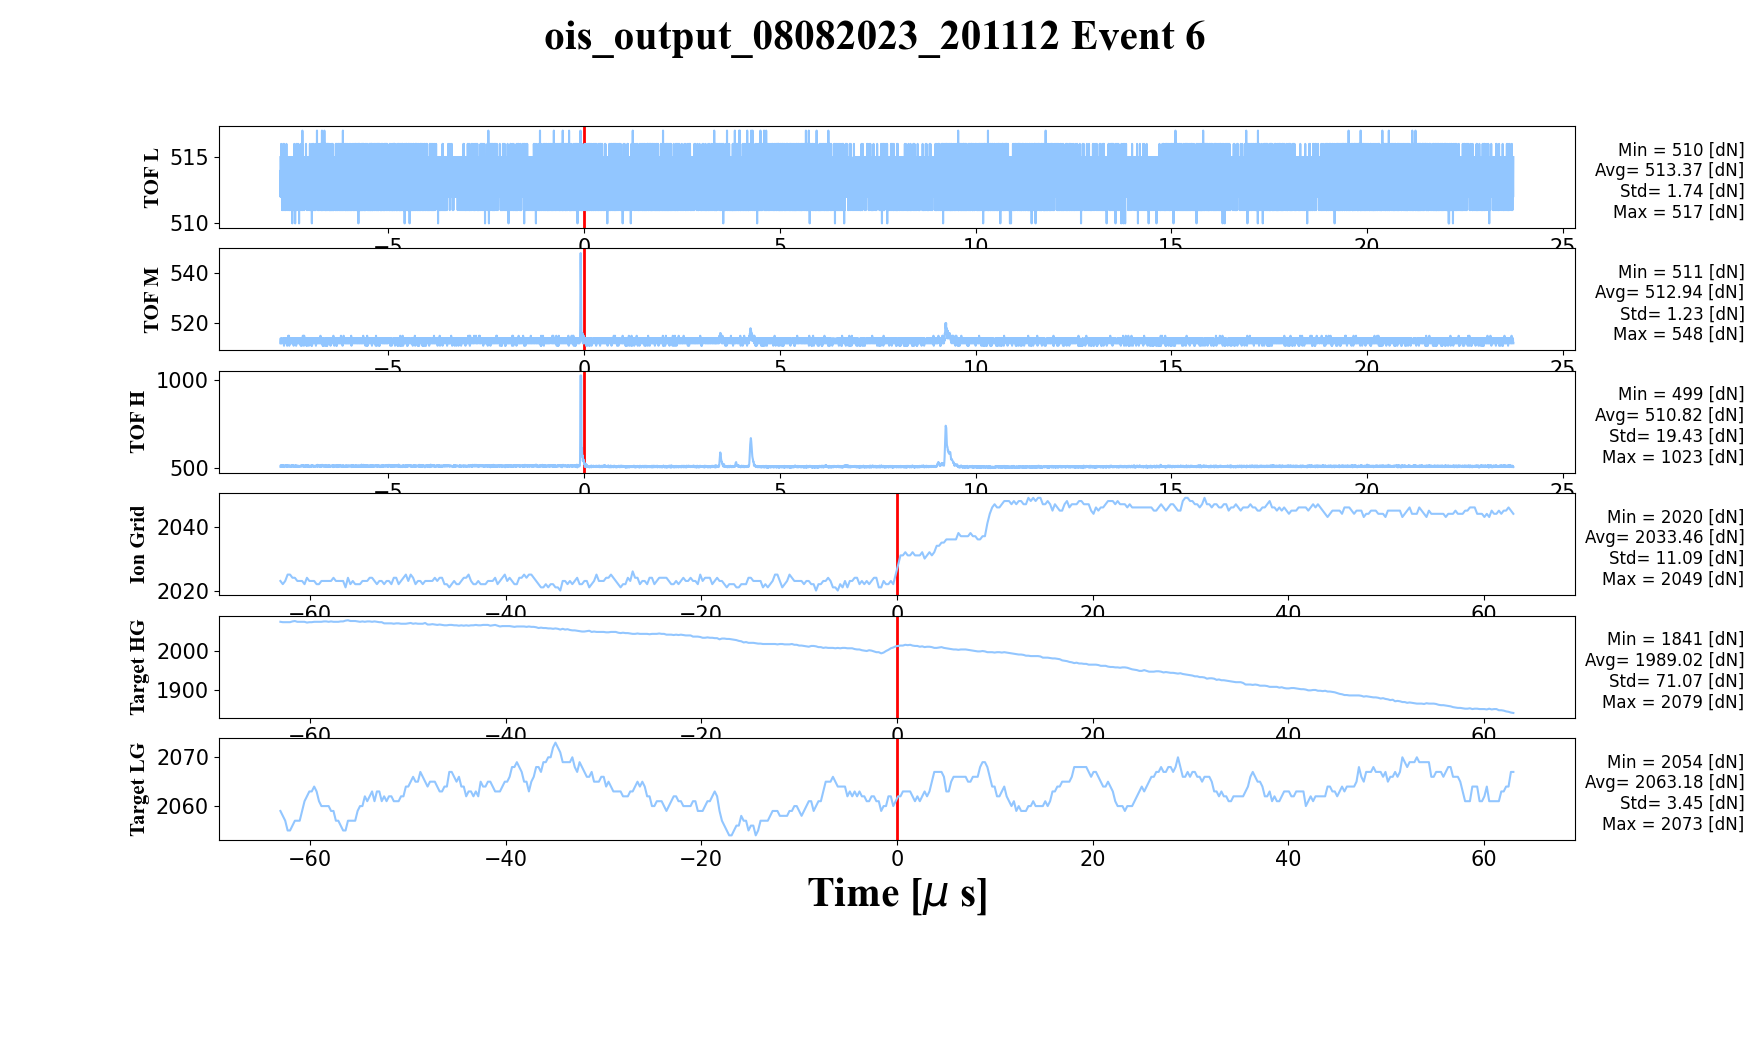 ois_output_08082023_201112 Event 6
TOF L
515
510
−5 0 5 10 15 20 25
Min = 510 [dN]
Avg= 513.37 [dN]
Std= 1.74 [dN]
Max = 517 [dN]
TOF M
540
520
−5 0 5 10 15 20 25
Min = 511 [dN]
Avg= 512.94 [dN]
Std= 1.23 [dN]
Max = 548 [dN]
TOF H
1000
500
−5 0 5 10 15 20 25
Min = 499 [dN]
Avg= 510.82 [dN]
Std= 19.43 [dN]
Max = 1023 [dN]
Ion Grid
2040
2020
−60 −40 −20 0 20 40 60
Min = 2020 [dN]
Avg= 2033.46 [dN]
Std= 11.09 [dN]
Max = 2049 [dN]
Target HG
2000
1900
−60 −40 −20 0 20 40 60
Min = 1841 [dN]
Avg= 1989.02 [dN]
Std= 71.07 [dN]
Max = 2079 [dN]
Target LG
2070
2060
−60 −40 −20 0 20 40 60
Min = 2054 [dN]
Avg= 2063.18 [dN]
Std= 3.45 [dN]
Max = 2073 [dN]
Time [μ s]